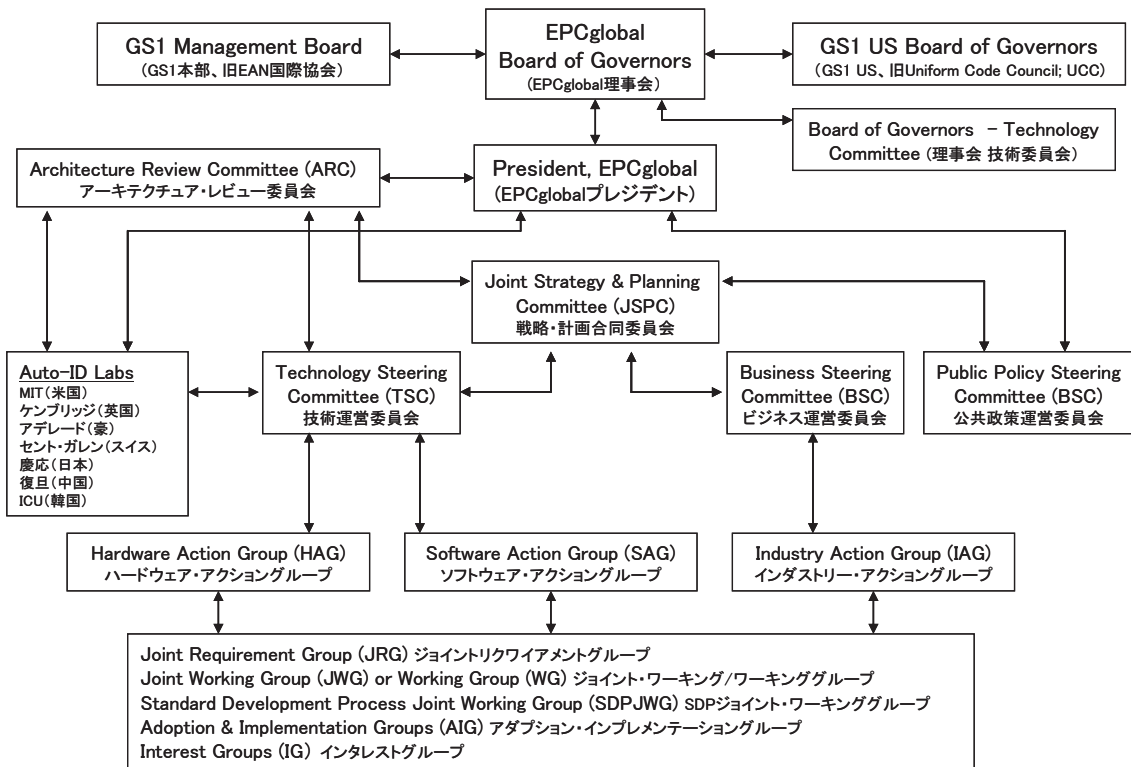 GS1 Management Board
(GS1本部、旧EAN国際協会)
EPCglobal
Board of Governors
(EPCglobal理事会)
GS1 US Board of Governors
(GS1 US、旧Uniform Code Council; UCC)
Board of Governors – Technology
Committee (理事会 技術委員会)
Architecture Review Committee (ARC)
アーキテクチュア・レビュー委員会
President, EPCglobal
(EPCglobalプレジデント)
Joint Strategy & Planning
Committee (JSPC)
戦略・計画合同委員会
Auto-ID Labs
MIT(米国)
ケンブリッジ(英国)
アデレード(豪)
セント・ガレン(スイス)
慶応(日本)
復旦(中国)
ICU(韓国)
Technology Steering
Committee (TSC)
技術運営委員会
Business Steering
Committee (BSC)
ビジネス運営委員会
Public Policy Steering
Committee (BSC)
公共政策運営委員会
Hardware Action Group (HAG)
ハードウェア・アクショングループ
Software Action Group (SAG)
ソフトウェア・アクショングループ
Industry Action Group (IAG)
インダストリー・アクショングループ
Joint Requirement Group (JRG) ジョイントリクワイアメントグループ
Joint Working Group (JWG) or Working Group (WG) ジョイント・ワーキング/ワーキンググループ
Standard Development Process Joint Working Group (SDPJWG) SDPジョイント・ワーキンググループ
Adoption & Implementation Groups (AIG) アダプション・インプレメンテーショングループ
Interest Groups (IG) インタレストグループ